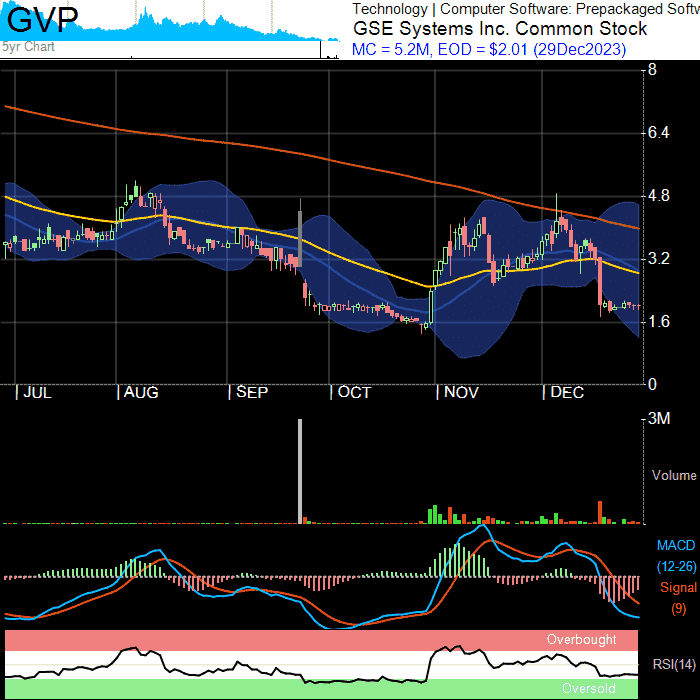 GVP
5yr Chart
Technology | Computer Software: Prepackaged Softw
GSE Systems Inc. Common Stock
MC = 5.2M, EOD = $2.01 (29Dec2023)
8
6.4
4.8
3.2
1.6
0
| JUL | AUG | SEP | OCT | NOV | DEC
3M
Volume
MACD
(12-26)
Signal
(9)
Overbought
RSI(14)
Oversold